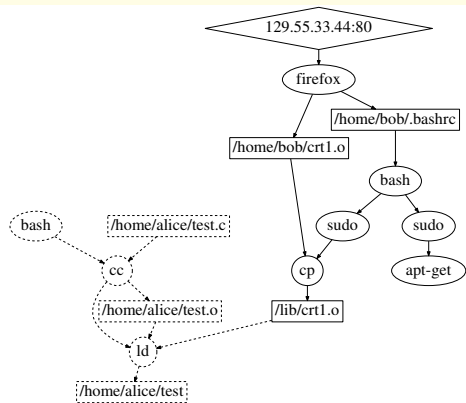 129.55.33.44:80
firefox
/home/bob/.bashrc
/home/bob/crt1.o
bash
bash
/home/alice/test.c
sudo
sudo
cc
cp
apt-get
/home/alice/test.o
/lib/crt1.o
ld
/home/alice/test